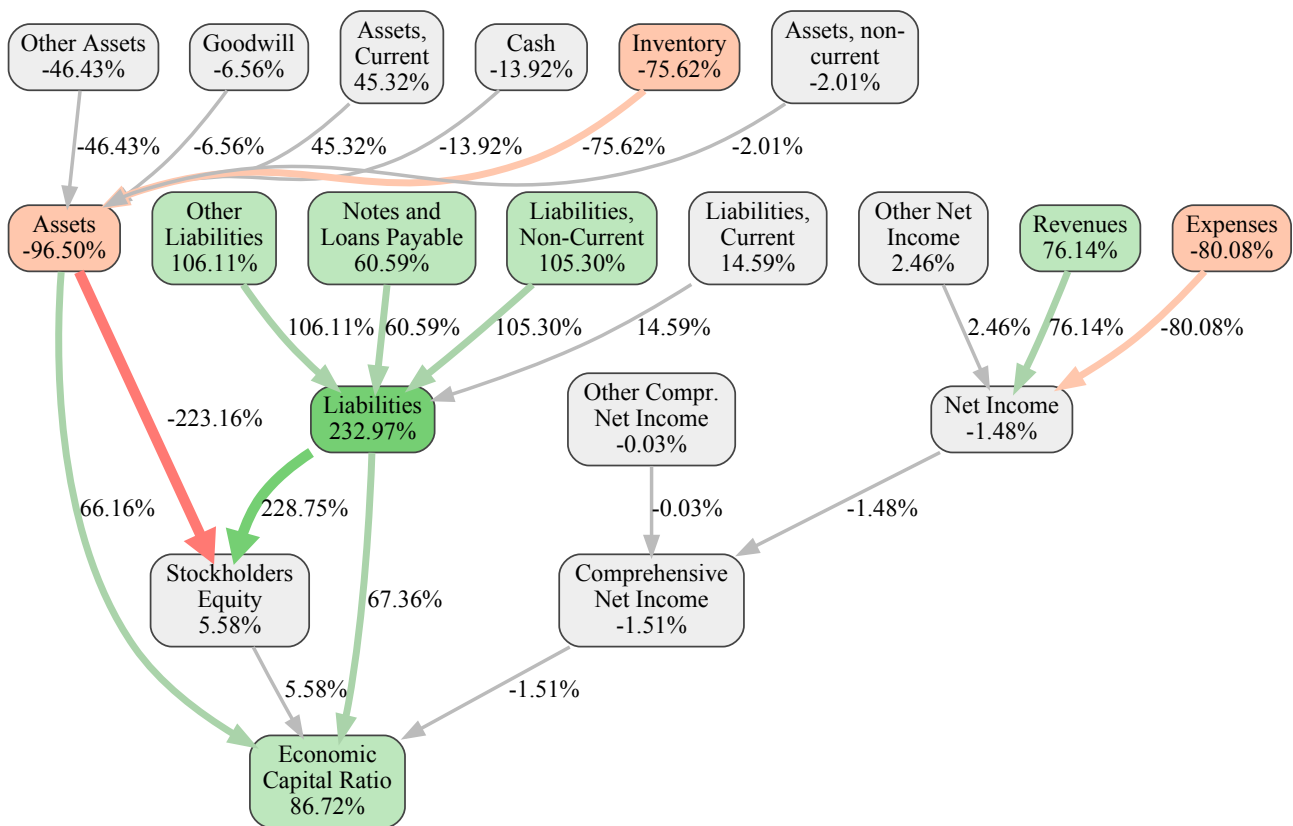 Other Assets
-46.43%
Goodwill
-6.56%
Assets,
Current
45.32%
Cash
-13.92%
Inventory
-75.62%
Assets, non-
current
-2.01%
-46.43%
-6.56%
45.32%
-13.92%
-75.62%
-2.01%
Assets
-96.50%
Other
Liabilities
106.11%
Notes and
Loans Payable
60.59%
Liabilities,
Non-Current
105.30%
Liabilities,
Current
14.59%
Other Net
Income
2.46%
Revenues
76.14%
Expenses
-80.08%
106.11%
60.59%
105.30%
14.59%
2.46%
76.14%
-80.08%
Liabilities
232.97%
Other Compr.
Net Income
-0.03%
Net Income
-1.48%
-223.16%
66.16%
228.75%
-0.03%
-1.48%
Stockholders
Equity
5.58%
67.36%
Comprehensive
Net Income
-1.51%
5.58%
-1.51%
Economic
Capital Ratio
86.72%